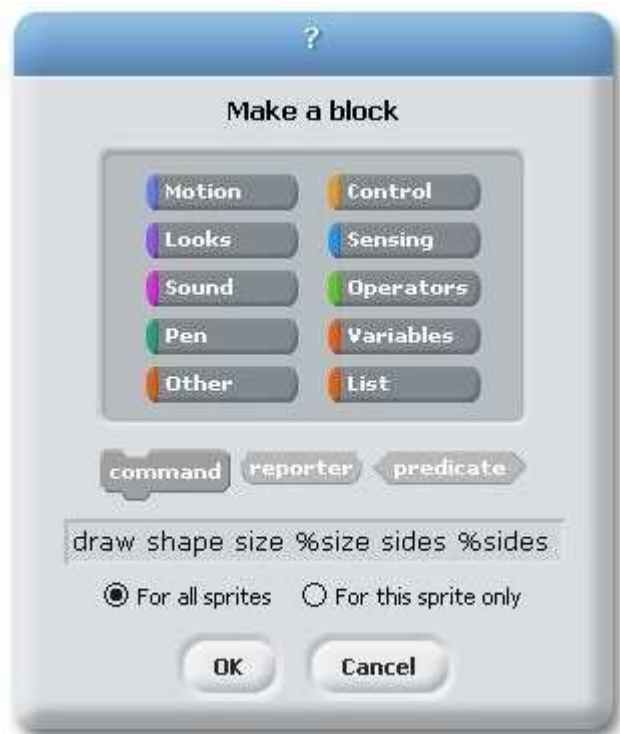 ?
Make a block
Motion Control
Looks Sensing
Sound Operators
Pen Variables
Other List
command reporter predicate
draw shape size %size sides %sides
For all sprites For this sprite only
OK Cancel